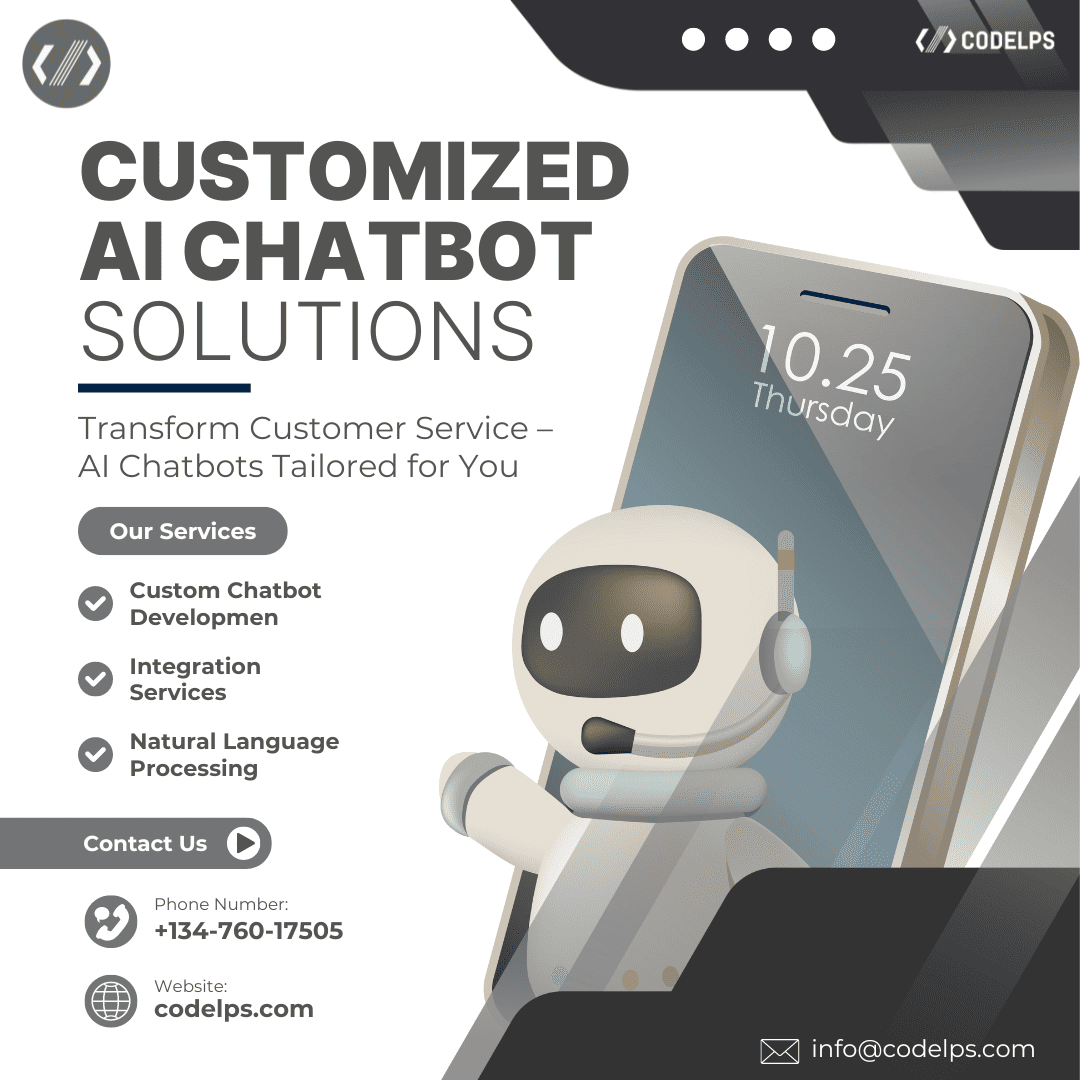 CODELPS
CUSTOMIZED
AI CHATBOT
SOLUTIONS
Transform Customer Service –
AI Chatbots Tailored for You
Our Services
Custom Chatbot
Developmen
Integration
Services
Natural Language
Processing
10.25
Thursday
Contact Us
Phone Number:
+134-760-17505
Website:
codelps.com
info@codelps.com